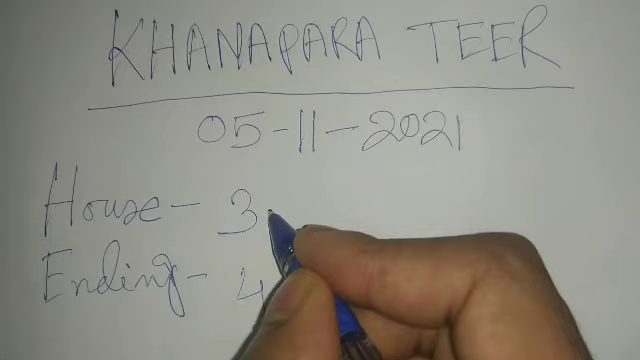 KHANAPARA TEER
05-11-2021
House - 3
Ending - 4